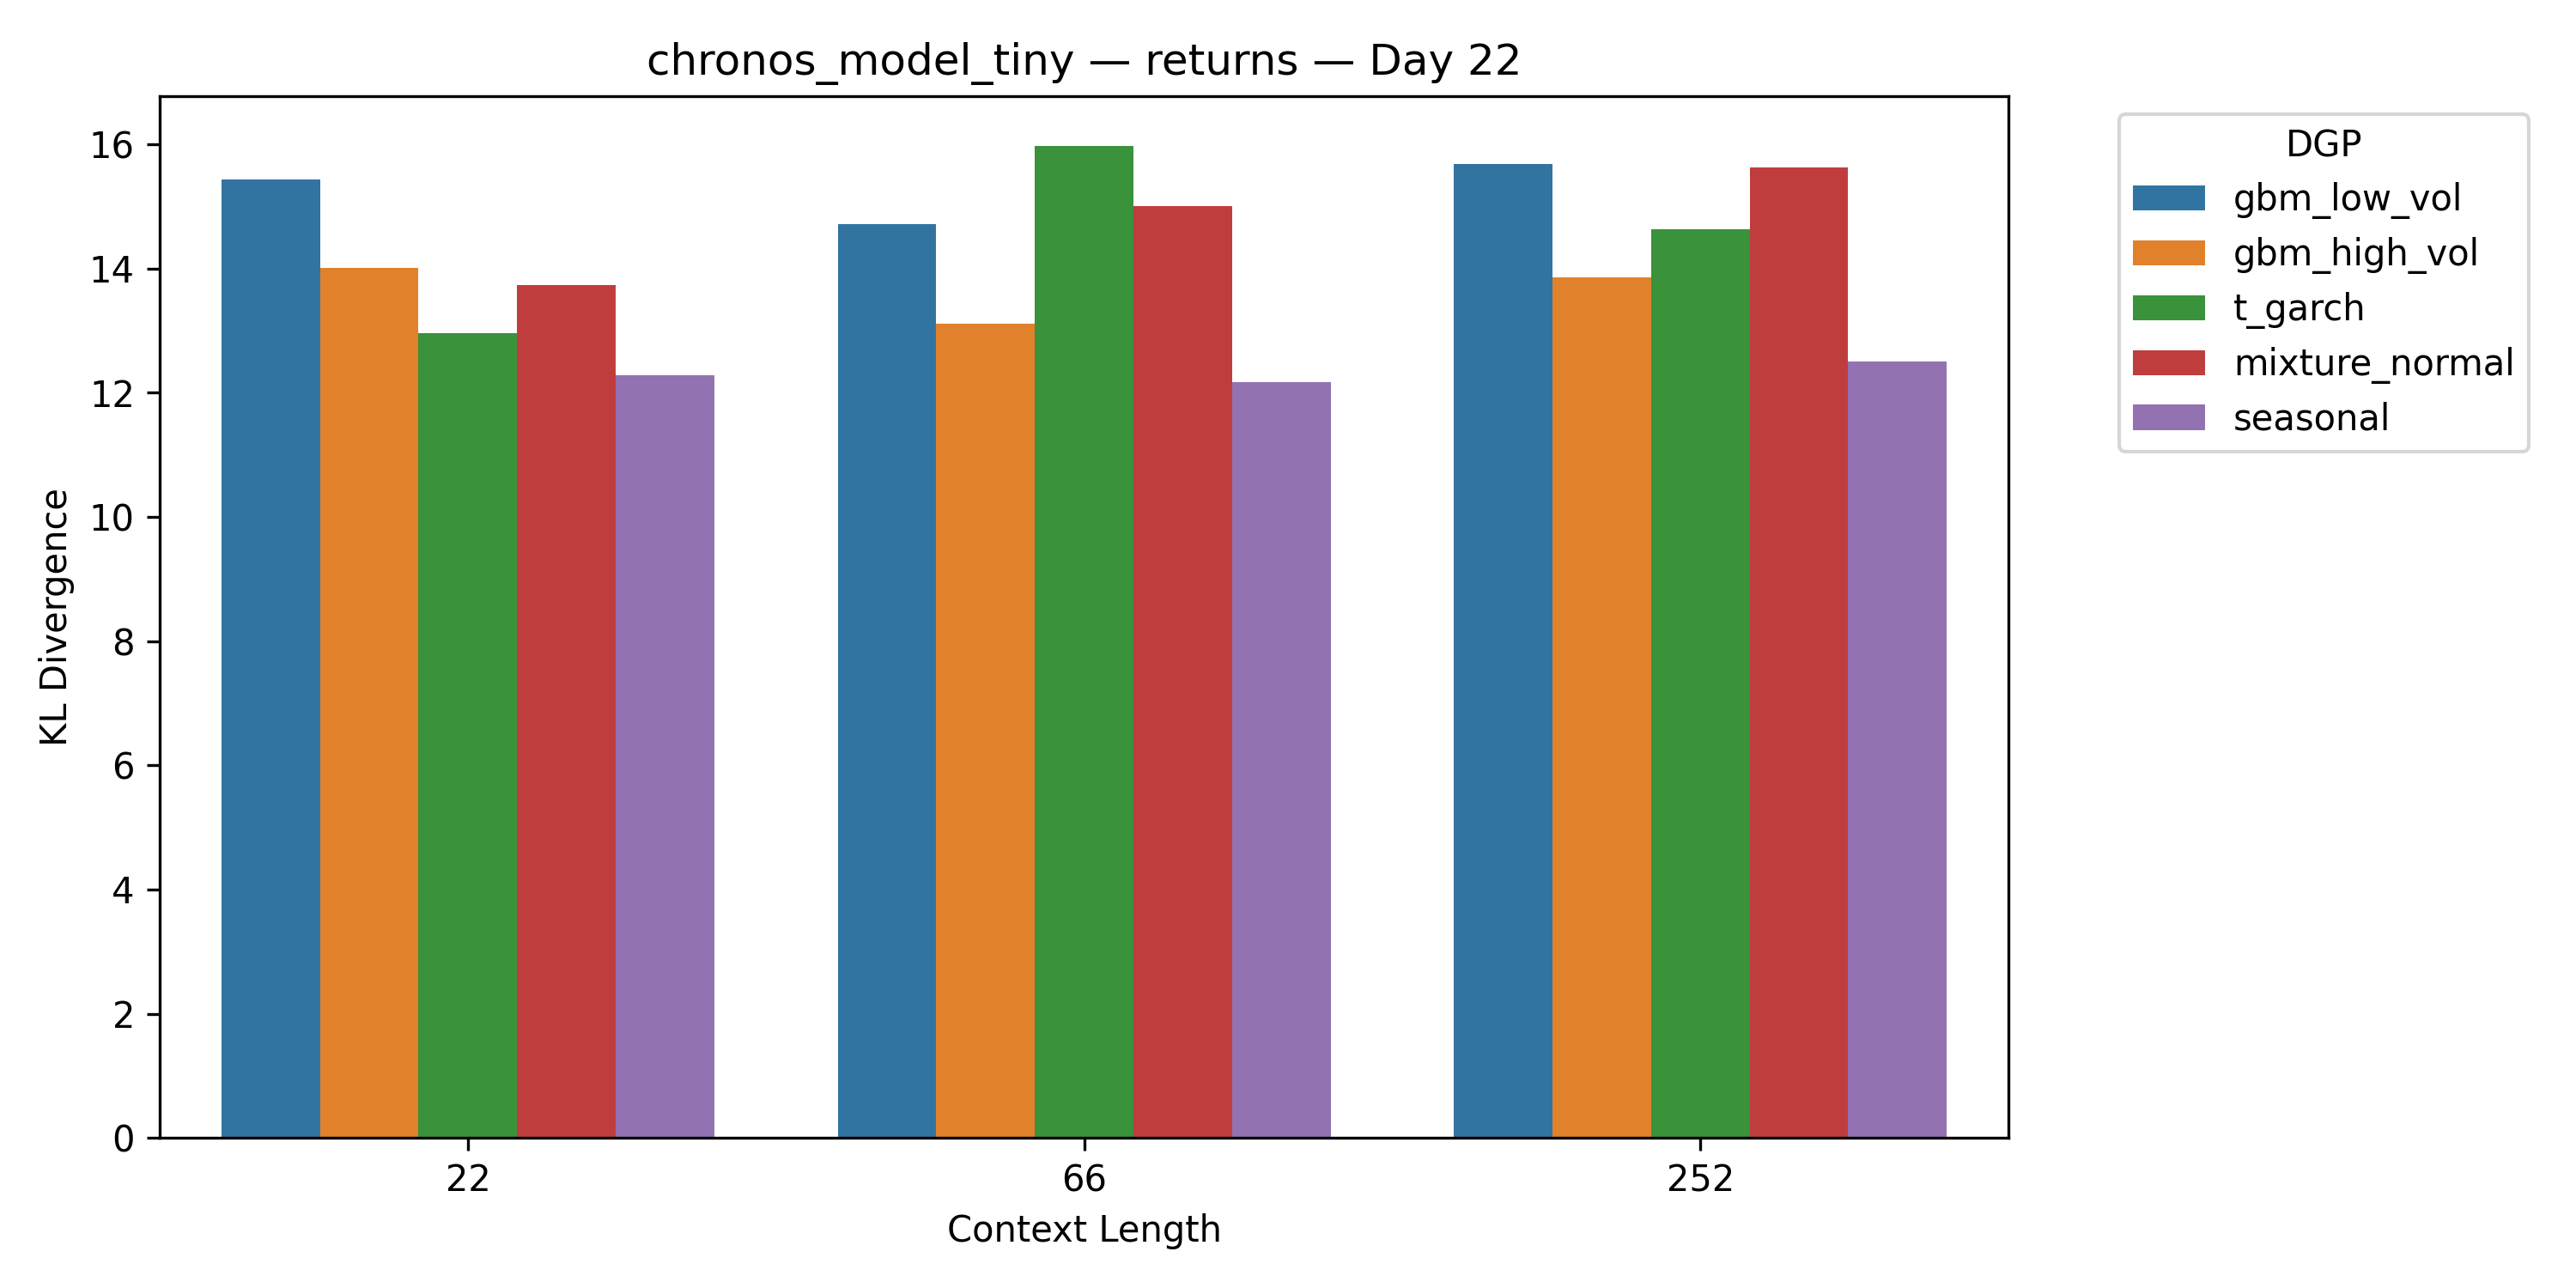 chronos_model_tiny — returns — Day 22
KL Divergence
16
14
12
10
8
6
4
2
0
22
66
252
Context Length
DGP
gbm_low_vol
gbm_high_vol
t_garch
mixture_normal
seasonal